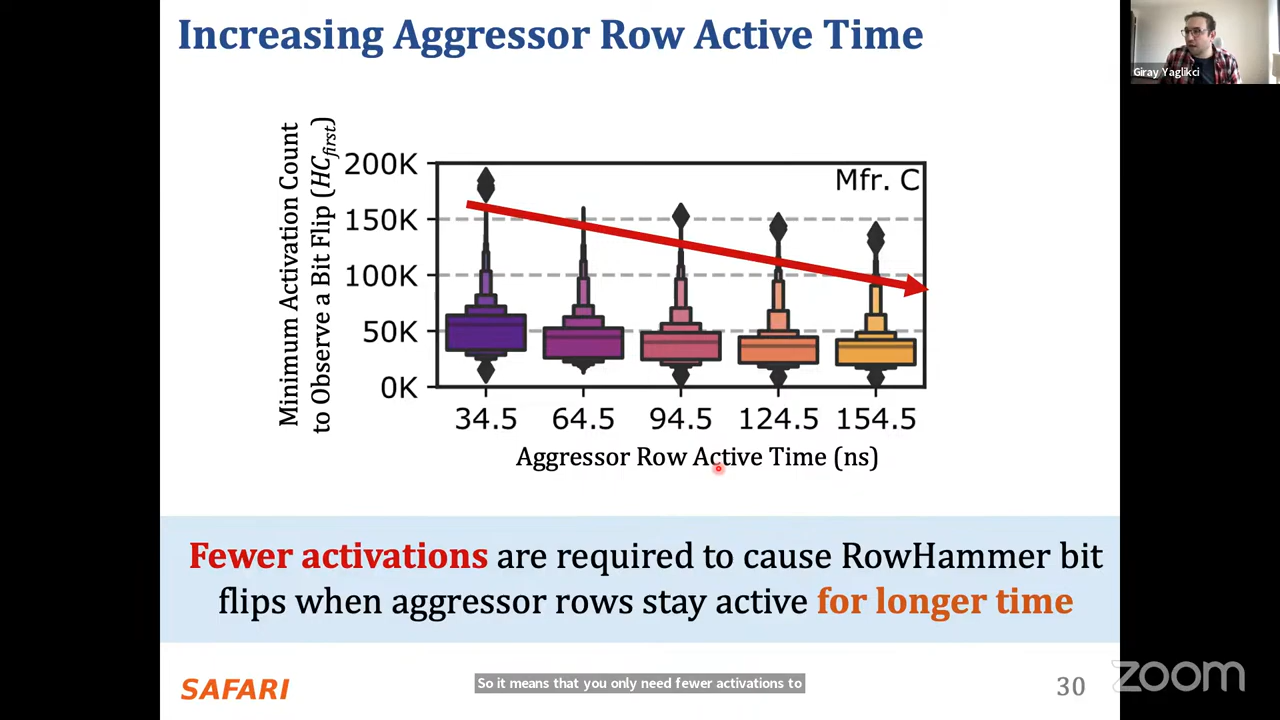 Increasing Aggressor Row Active Time
Giray Yaglikci
Minimum Activation Count
to Observe a Bit Flip (HCfirst)
200K
150K
100K
50K
0K
Mfr. C
34.5 64.5 94.5 124.5 154.5
Aggressor Row Active Time (ns)
Fewer activations are required to cause RowHammer bit
flips when aggressor rows stay active for longer time
SAFARI
So it means that you only need fewer activations to
30
zoom